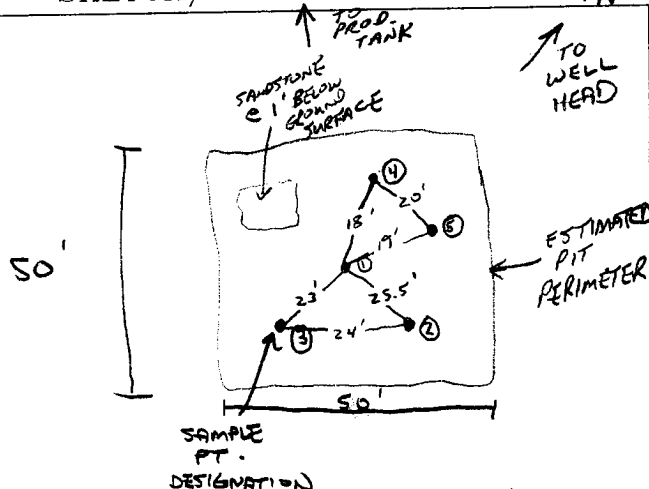 TO
PROD.
TANK
TO
WELL
HEAD
SANDSTONE
@ 1' BELOW
GROUND
SURFACE
50'
④
18'
20'
⑤
19'
①
23'
25.5'
③
24'
②
ESTIMATED
PIT
PERIMETER
50'
SAMPLE
PT.
DESIGNATION